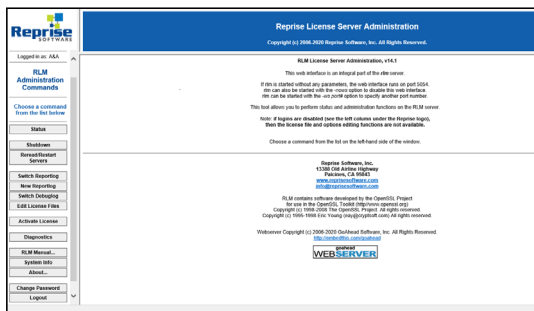 Reprise
SOFTWARE
Logged in as: A&A
RLM
Administration
Commands
Choose a command
from the list below
Status
Shutdown
Reread/Restart
Servers
Switch Reporting
New Reporting
Switch Debuglog
Edit License Files
Activate License
Diagnostics
RLM Manual...
System Info
About...
Change Password
Logout
Reprise License Server Administration
Copyright (c) 2006-2020 Reprise Software, Inc. All Rights Reserved.
RLM License Server Administration, v14.1
This web interface is an integral part of the rlm server.
If rlm is started without any parameters, the web interface runs on port 5054.
rlm can also be started with the -nows option to disable this web interface.
rlm can be started with the -ws port# option to specify another port number.
This tool allows you to perform status and administration functions on the RLM server.
Note: if logins are disabled (see the left column under the Reprise logo),
then the license file and options editing functions are not available.
Choose a command from the list on the left-hand side of the window.
Reprise Software, Inc.
13300 Old Airline Highway
Paicines, CA 95043
www.reprisesoftware.com
info@reprisesoftware.com
RLM contains software developed by the OpenSSL Project
for use in the OpenSSL Toolkit (http//www.openssl.org)
Copyright (c) 1998-2008 The OpenSSL Project. All rights reserved.
Copyright (c) 1995-1998 Eric Young (eay@cryptsoft.com) All rights reserved.
Webserver Copyright (c) 2006-2020 GoAhead Software, Inc. All Rights Reserved.
http://embedthis.com/goahead
goahead
WEBSERVER